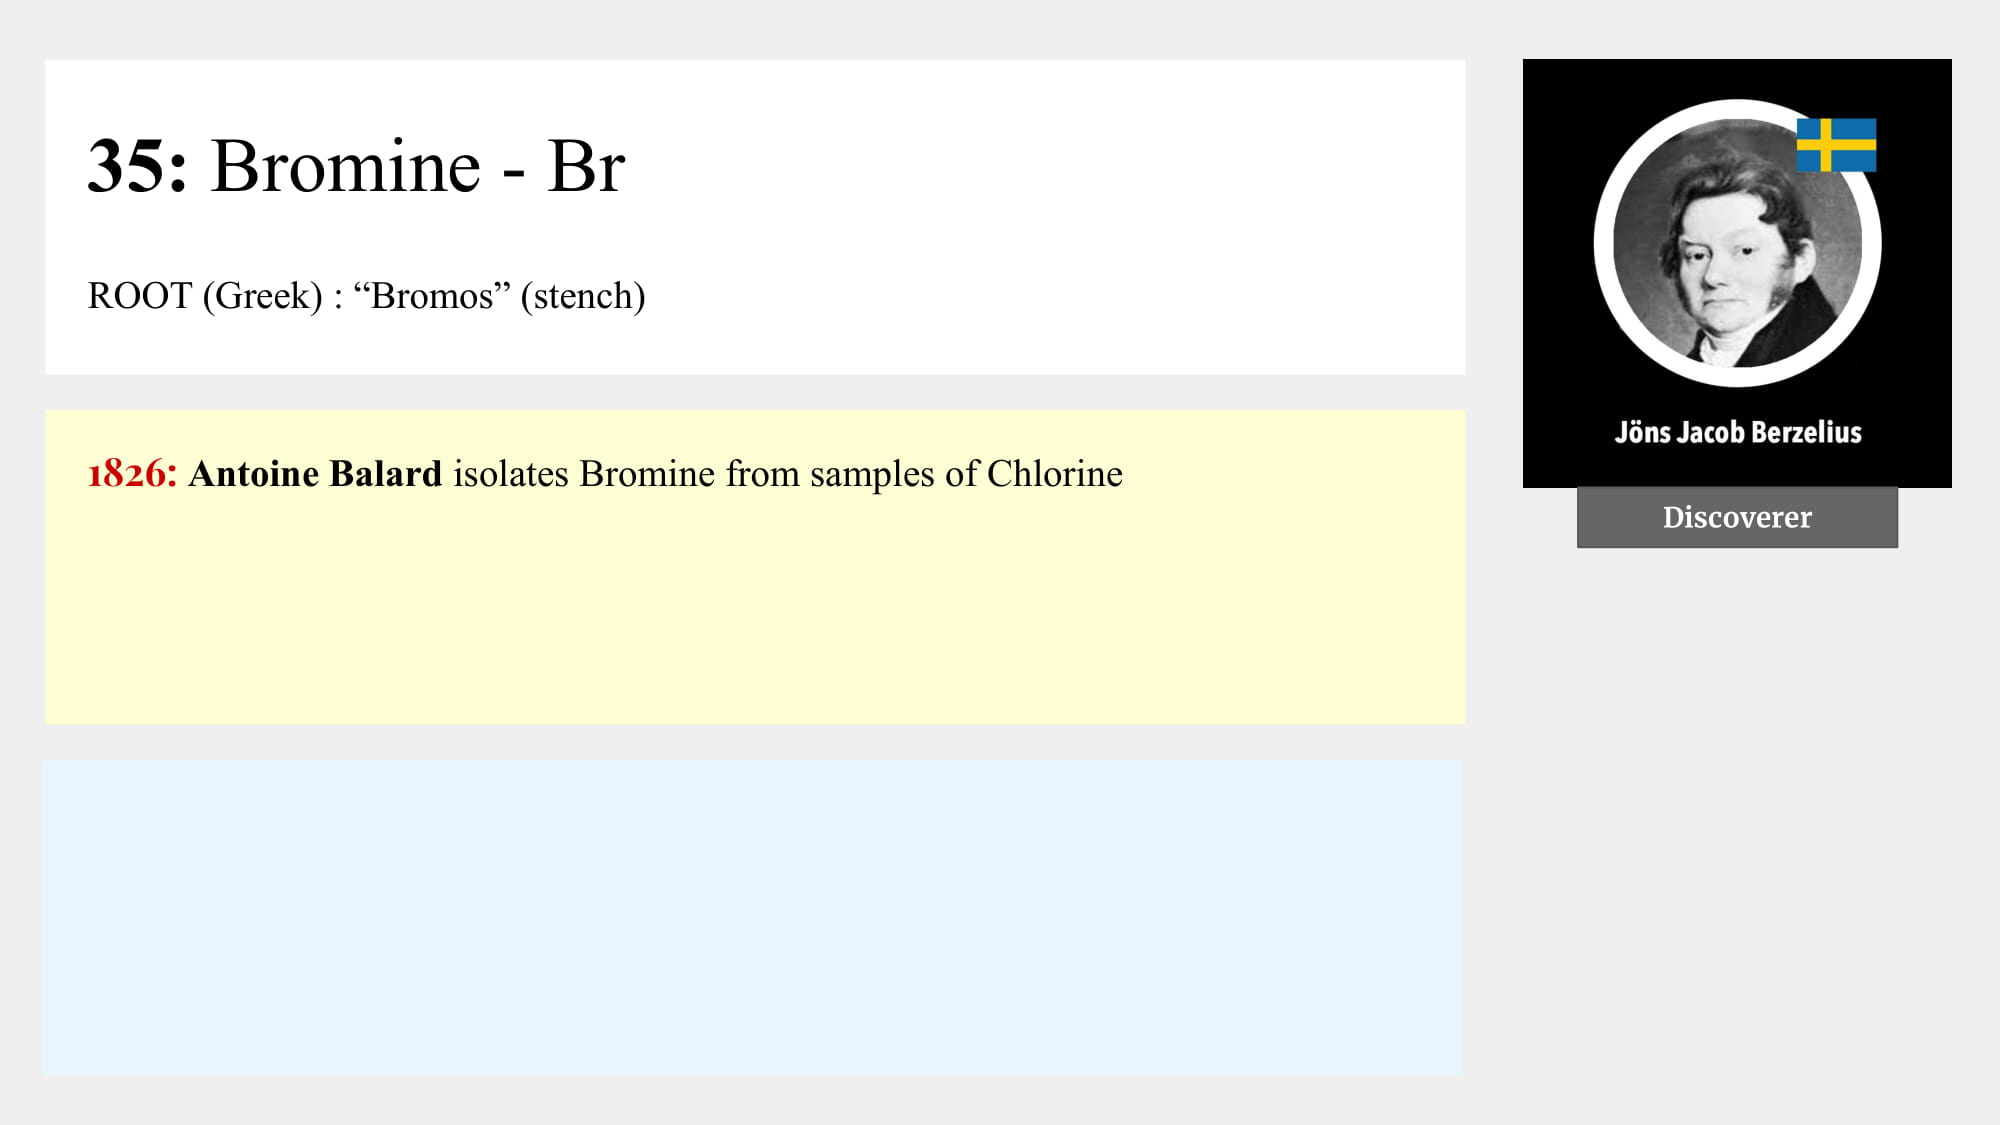 35: Bromine - Br
ROOT (Greek) : “Bromos” (stench)
1826: Antoine Balard isolates Bromine from samples of Chlorine
Jöns Jacob Berzelius
Discoverer